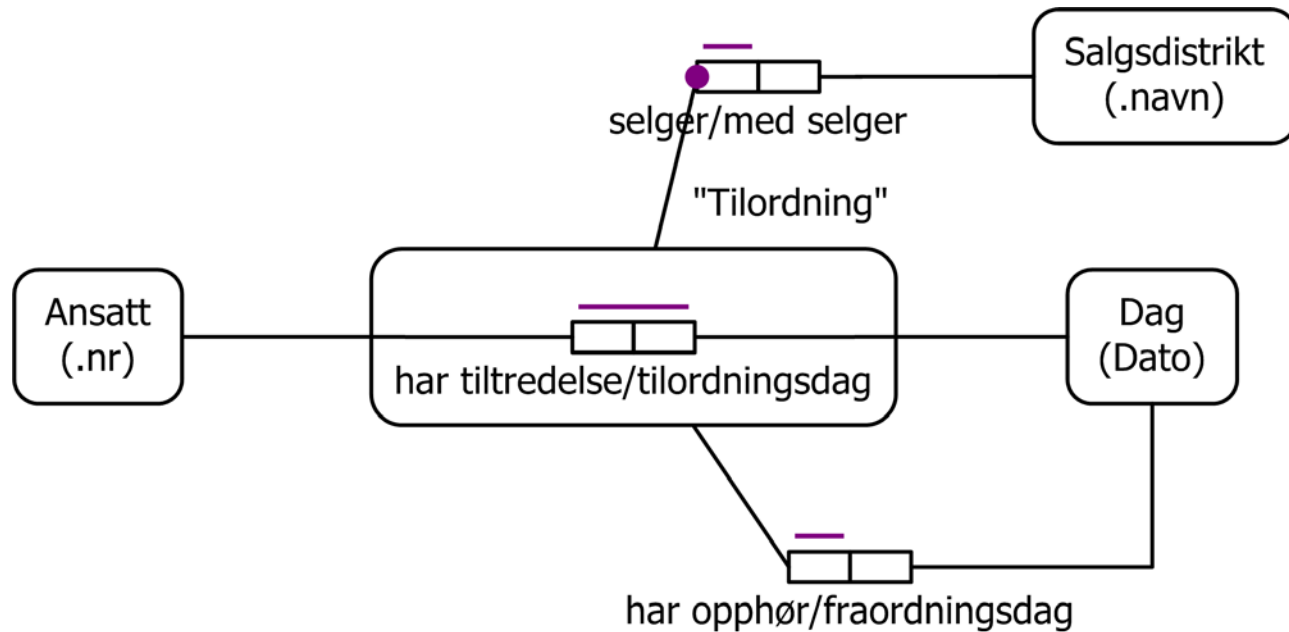 Salgsdistrikt
(.navn)
selger/med selger
"Tilordning"
Ansatt
(.nr)
har tiltredelse/tilordningsdag
Dag
(Dato)
har opphør/fraordningsdag